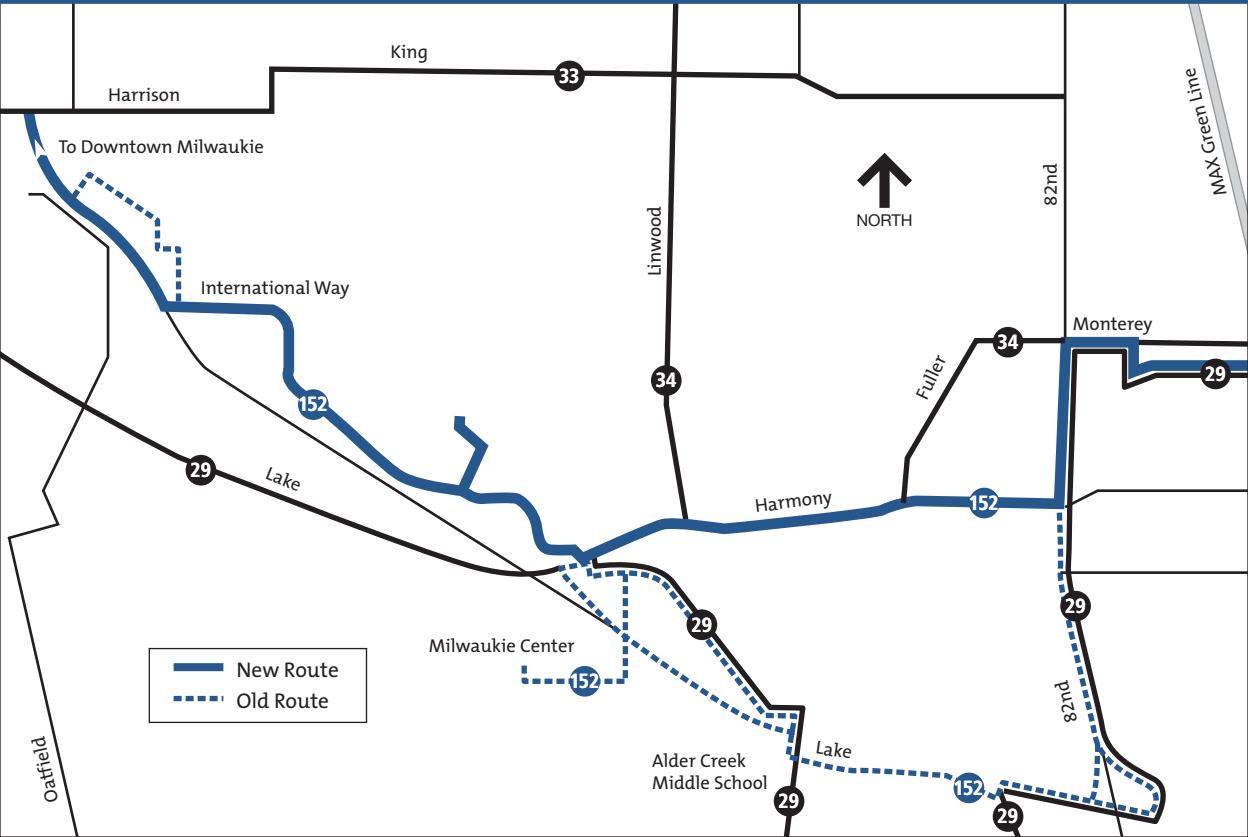 King
33
Harrison
MAX Green Line
To Downtown Milwaukie
82nd
NORTH
Linwood
International Way
Monterey
34
Fuller
29
34
152
29
Lake
Harmony
152
29
29
Milwaukie Center
152
New Route
Old Route
82nd
Oatfield
Lake
Alder Creek
Middle School
152
29
29